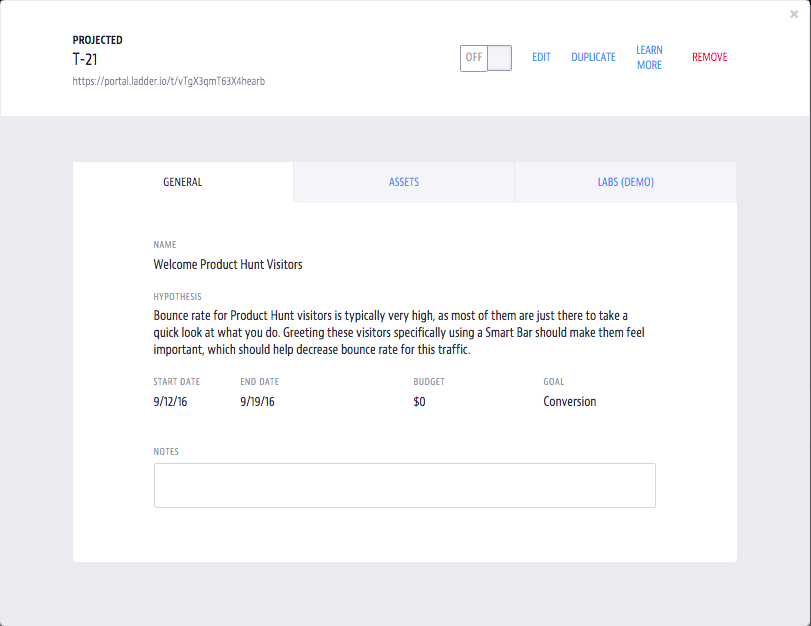 ×
PROJECTED
T-21
https://portal.ladder.io/t/vTgX3qmT63X4hearb
OFF
EDIT
DUPLICATE
LEARN
MORE
REMOVE
GENERAL
ASSETS
LABS (DEMO)
NAME
Welcome Product Hunt Visitors
HYPOTHESIS
Bounce rate for Product Hunt visitors is typically very high, as most of them are just there to take a
quick look at what you do. Greeting these visitors specifically using a Smart Bar should make them feel
important, which should help decrease bounce rate for this traffic.
START DATE
9/12/16
END DATE
9/19/16
BUDGET
$0
GOAL
Conversion
NOTES